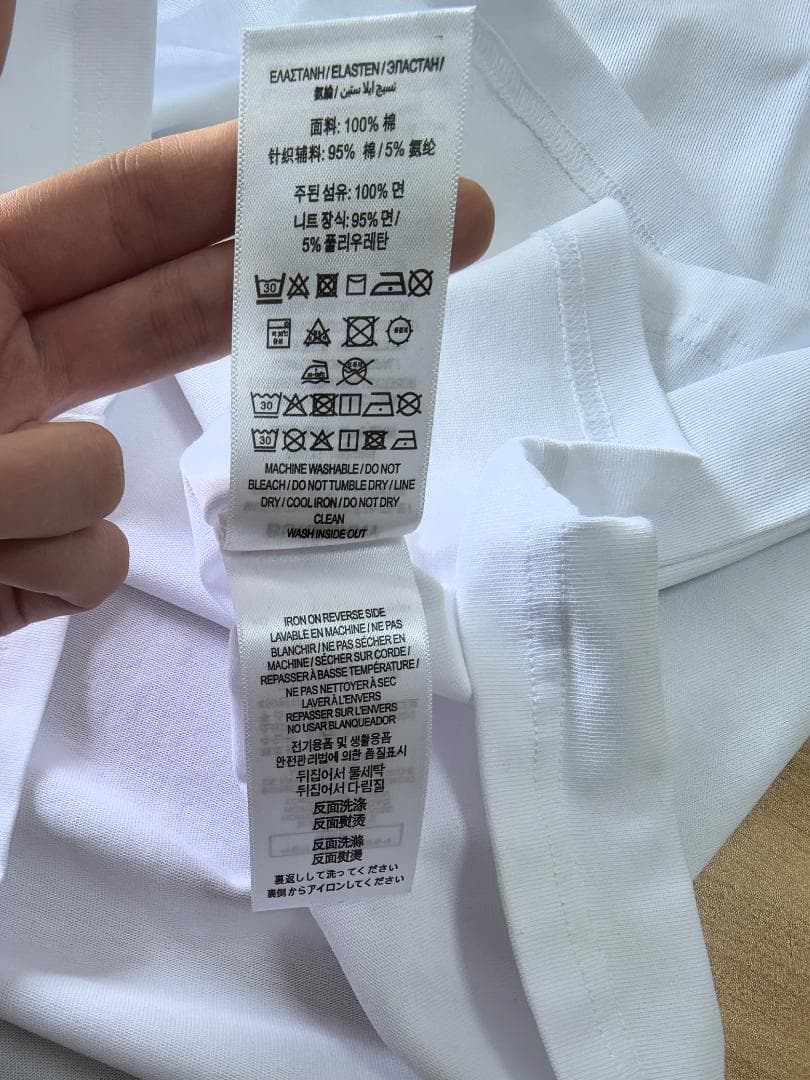 ΕΛΑΣΤΑΝΗ / ELASTEN / ЭЛАСТАН /
氨綸/ نسيج ايلاستين /
面料: 100% 棉
针织辅料: 95% 棉 / 5% 氨纶
주된 섬유: 100% 면
니트 장식: 95% 면 /
5% 폴리우레탄
30
30
30
MACHINE WASHABLE / DO NOT
BLEACH / DO NOT TUMBLE DRY / LINE
DRY / COOL IRON / DO NOT DRY
CLEAN
WASH INSIDE OUT
IRON ON REVERSE SIDE
LAVABLE EN MACHINE / NE PAS
BLANCHIR / NE PAS SÉCHER EN
MACHINE / SÉCHER SUR CORDE /
REPASSER À BASSE TEMPÉRATURE /
NE PAS NETTOYER À SEC
LAVER À L'ENVERS
REPASSER SUR L'ENVERS
NO USAR BLANQUEADOR
전기용품 및 생활용품
안전관리법에 의한 품질표시
뒤집어서 물세탁
뒤집어서 다림질
反面洗涤
反面熨烫
反面洗滌
反面熨燙
裏返しして洗ってください
裏側からアイロンしてください